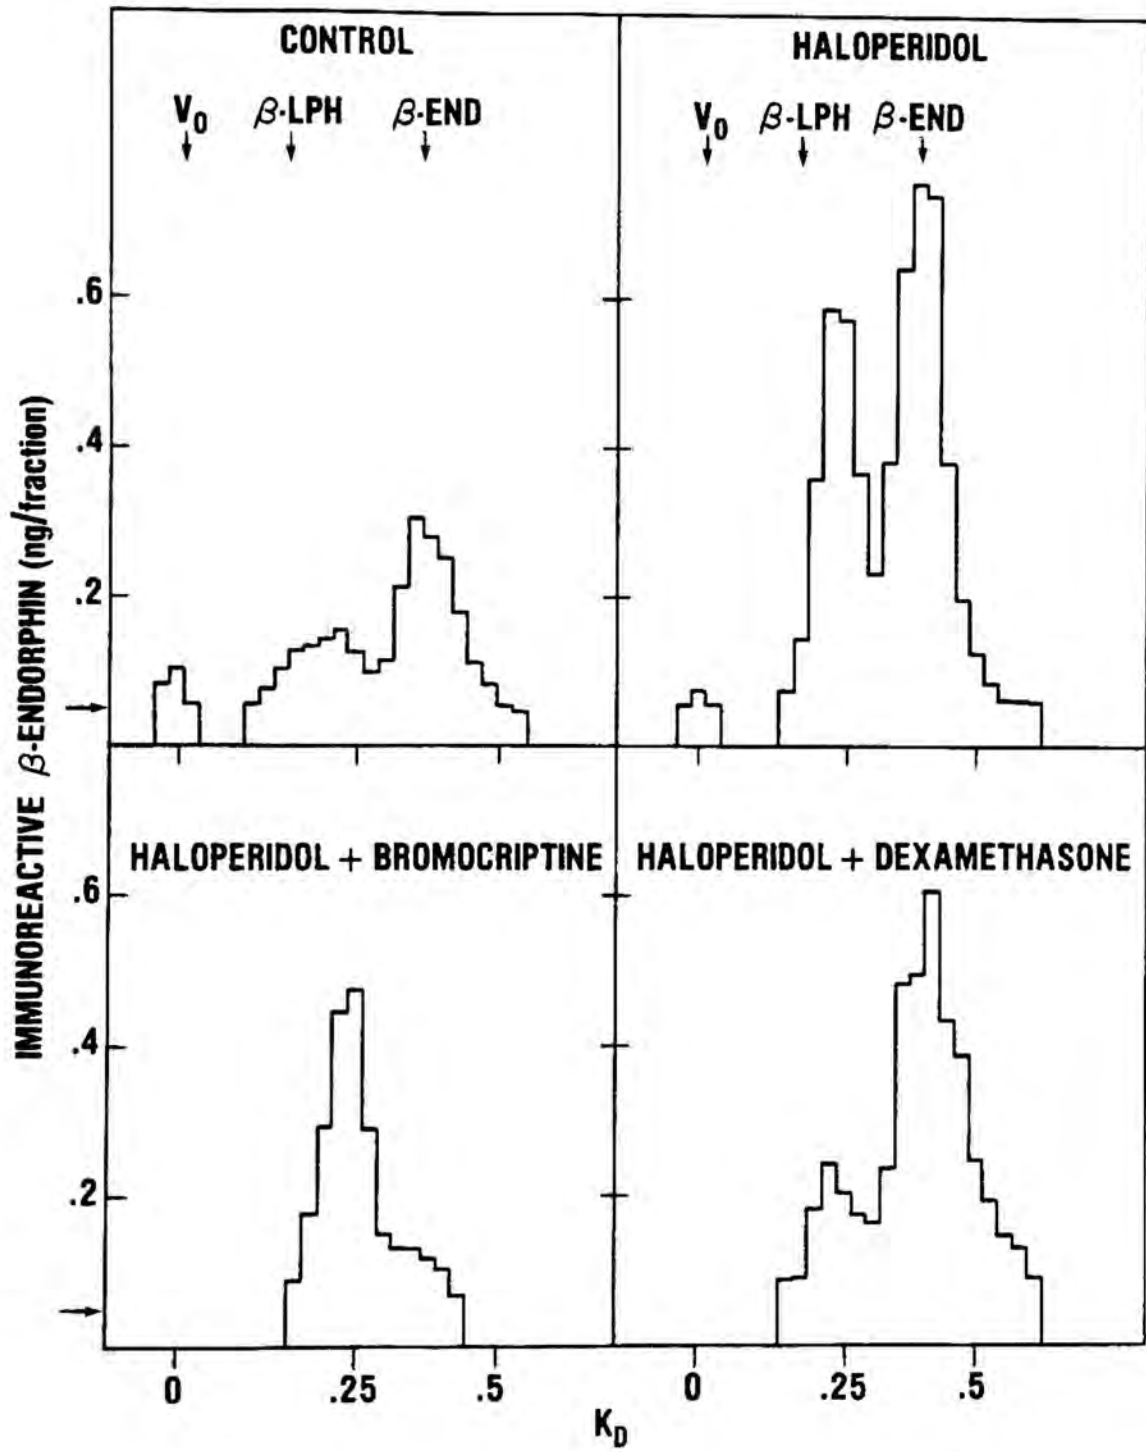 CONTROL
V₀ β-LPH β-END
HALOPERIDOL
V₀ β-LPH β-END
.6
.4
.2
IMMUNOREACTIVE β-ENDORPHIN (ng/fraction)
HALOPERIDOL + BROMOCRIPTINE
HALOPERIDOL + DEXAMETHASONE
.6
.4
.2
0 .25 .5
0 .25 .5
K_D